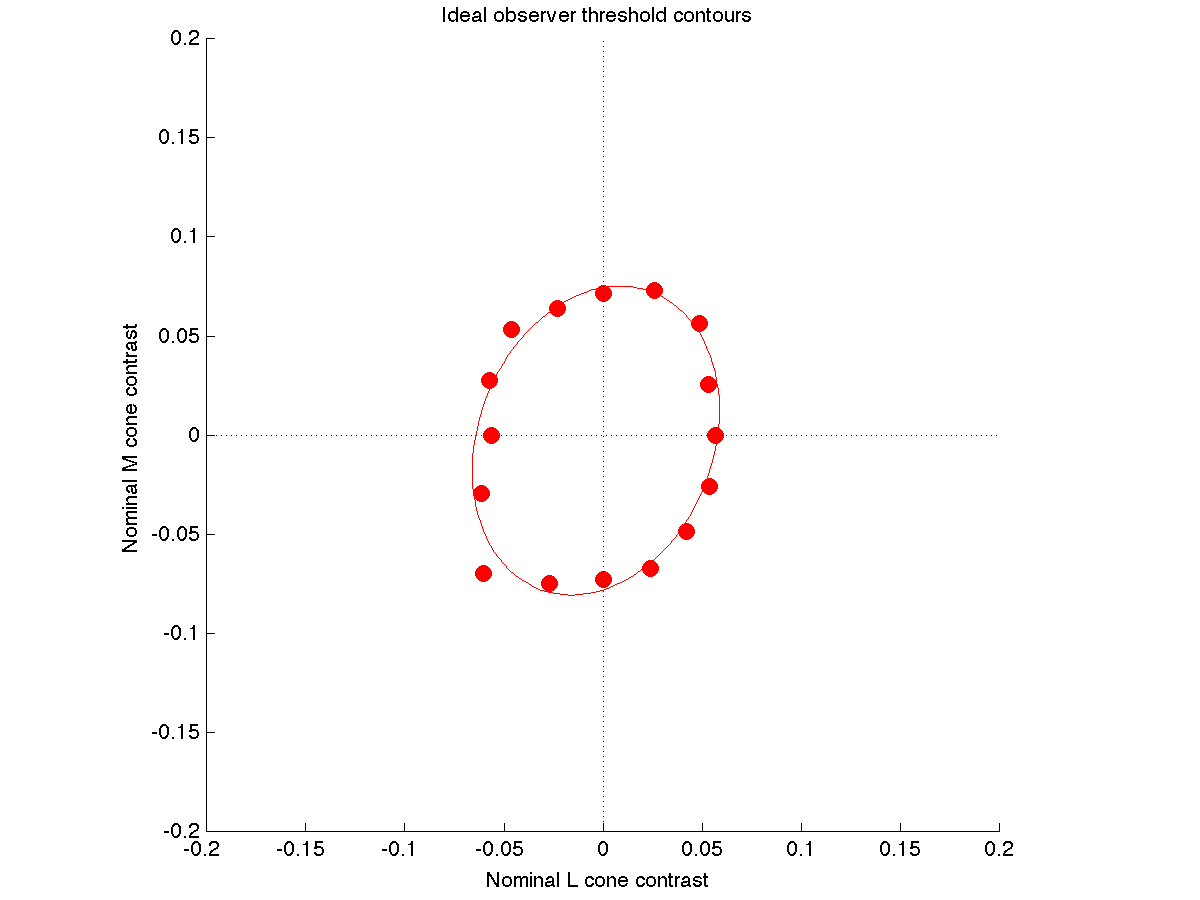 Ideal observer threshold contours
0.2
0.15
0.1
0.05
0
-0.05
-0.1
-0.15
-0.2
Nominal M cone contrast
-0.2 -0.15 -0.1 -0.05 0 0.05 0.1 0.15 0.2
Nominal L cone contrast